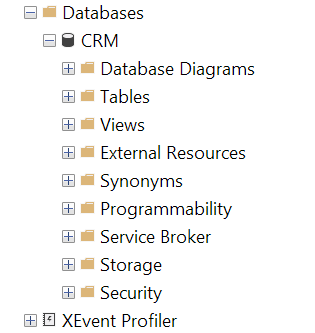 Databases
CRM
Database Diagrams
Tables
Views
External Resources
Synonyms
Programmability
Service Broker
Storage
Security
XEvent Profiler